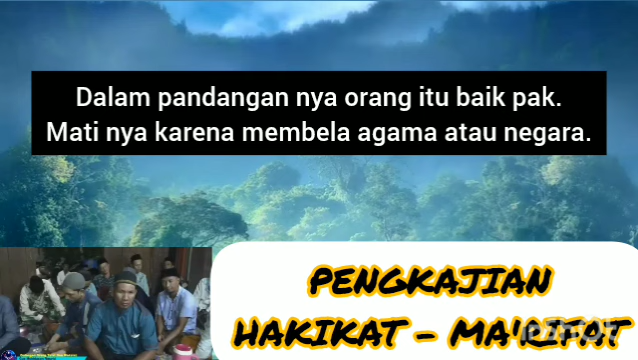 Dalam pandangan nya orang itu baik pak.
Mati nya karena membela agama atau negara.
PENGKAJIAN
HAKIKAT - MA'RIFAT